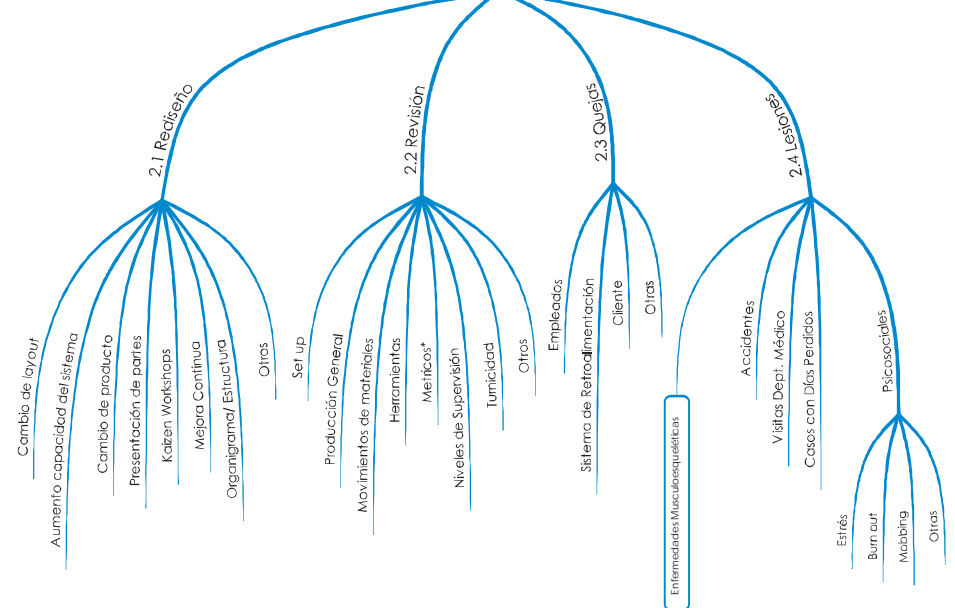 2.1 Rediseño
2.2 Revisión
2.3 Quejas
2.4 Lesiones
Cambio de layout
Aumento capacidad del sistema
Cambio de producto
Presentación de partes
Kaizen Workshops
Mejora Continua
Organigrama/ Estructura
Otros
Set up
Producción General
Movimientos de materiales
Herramientas
Metricos*
Niveles de Supervisión
Turnicidad
Otros
Empleados
Sistema de Retroalimentación
Cliente
Otras
Enfermedades Musculoesqueléticas
Accidentes
Visitas Dept. Médico
Casos con Días Perdidos
Psicosociales
Estrés
Burn out
Mobbing
Otras